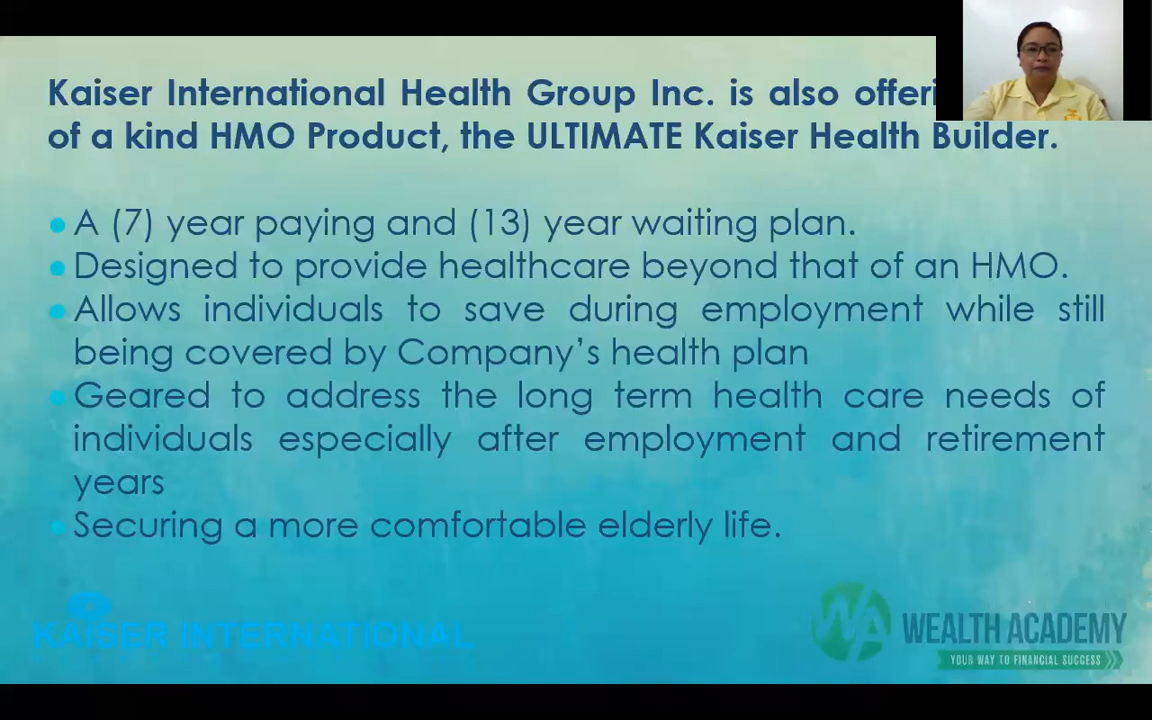 Kaiser International Health Group Inc. is also offeri
of a kind HMO Product, the ULTIMATE Kaiser Health Builder.
● A (7) year paying and (13) year waiting plan.
● Designed to provide healthcare beyond that of an HMO.
● Allows individuals to save during employment while still
being covered by Company’s health plan
● Geared to address the long term health care needs of
individuals especially after employment and retirement
years
● Securing a more comfortable elderly life.
KAISER INTERNATIONAL
WA WEALTH ACADEMY
YOUR WAY TO FINANCIAL SUCCESS